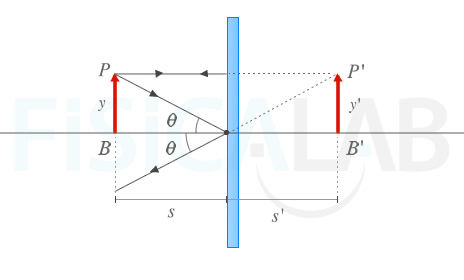 P P'
y y'
θ
FiSiCALAB
θ
B B'
s s'